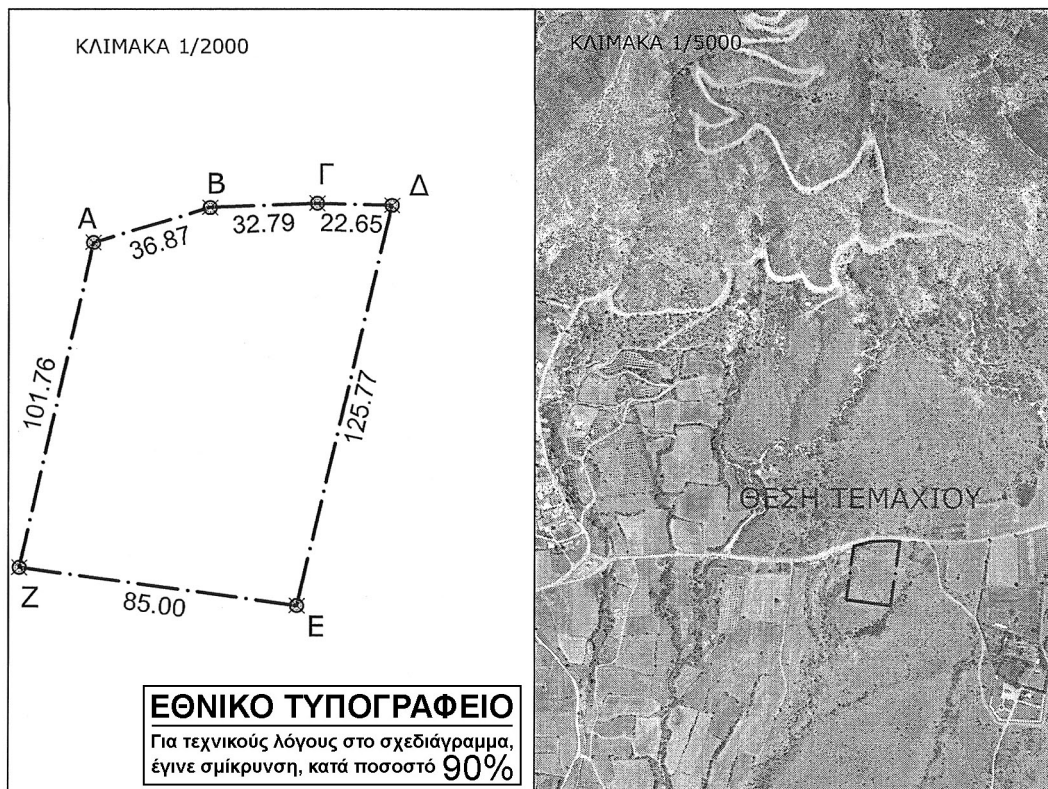 ΚΛΙΜΑΚΑ 1/2000
Α
Β
Γ
Δ
36.87
32.79
22.65
101.76
125.77
Ζ
85.00
Ε
ΕΘΝΙΚΟ ΤΥΠΟΓΡΑΦΕΙΟ
Για τεχνικούς λόγους στο σχεδιάγραμμα,
έγινε σμίκρυνση, κατά ποσοστό 90%
ΚΛΙΜΑΚΑ 1/5000
ΘΕΣΗ ΤΕΜΑΧΙΟΥ